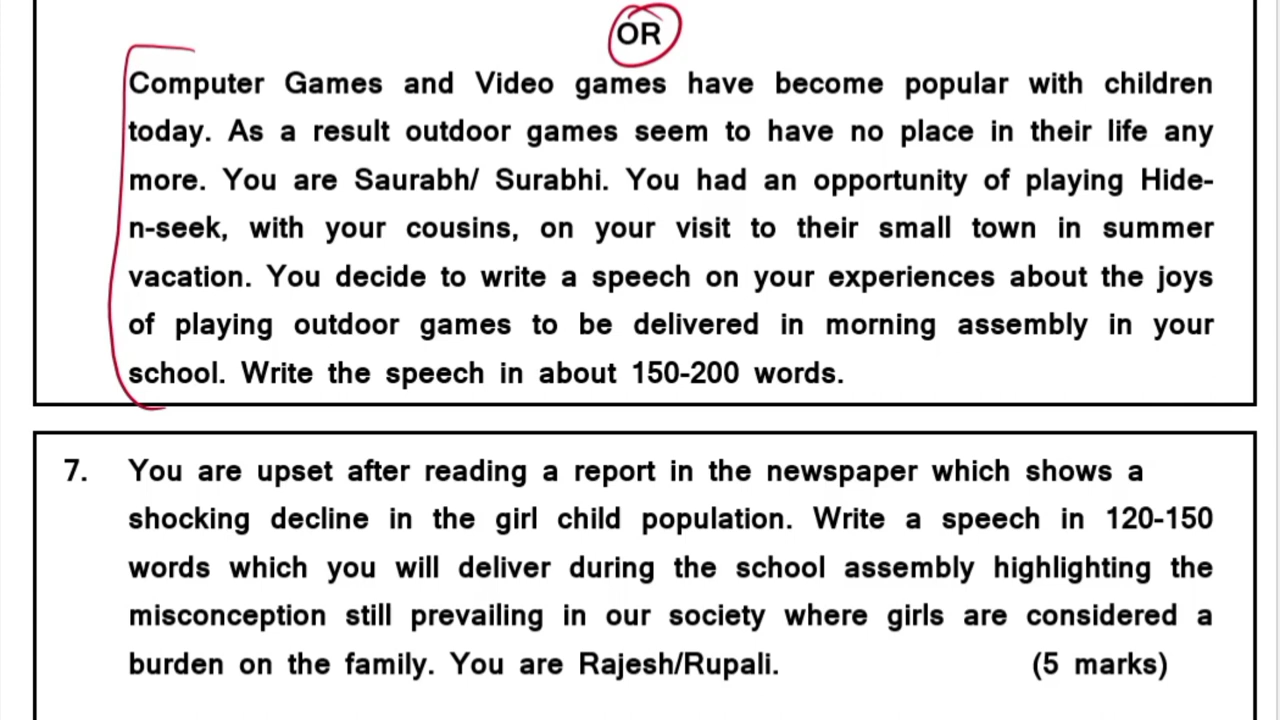 OR
Computer Games and Video games have become popular with children
today. As a result outdoor games seem to have no place in their life any
more. You are Saurabh/ Surabhi. You had an opportunity of playing Hide-
n-seek, with your cousins, on your visit to their small town in summer
vacation. You decide to write a speech on your experiences about the joys
of playing outdoor games to be delivered in morning assembly in your
school. Write the speech in about 150-200 words.
7. You are upset after reading a report in the newspaper which shows a
shocking decline in the girl child population. Write a speech in 120-150
words which you will deliver during the school assembly highlighting the
misconception still prevailing in our society where girls are considered a
burden on the family. You are Rajesh/Rupali. (5 marks)